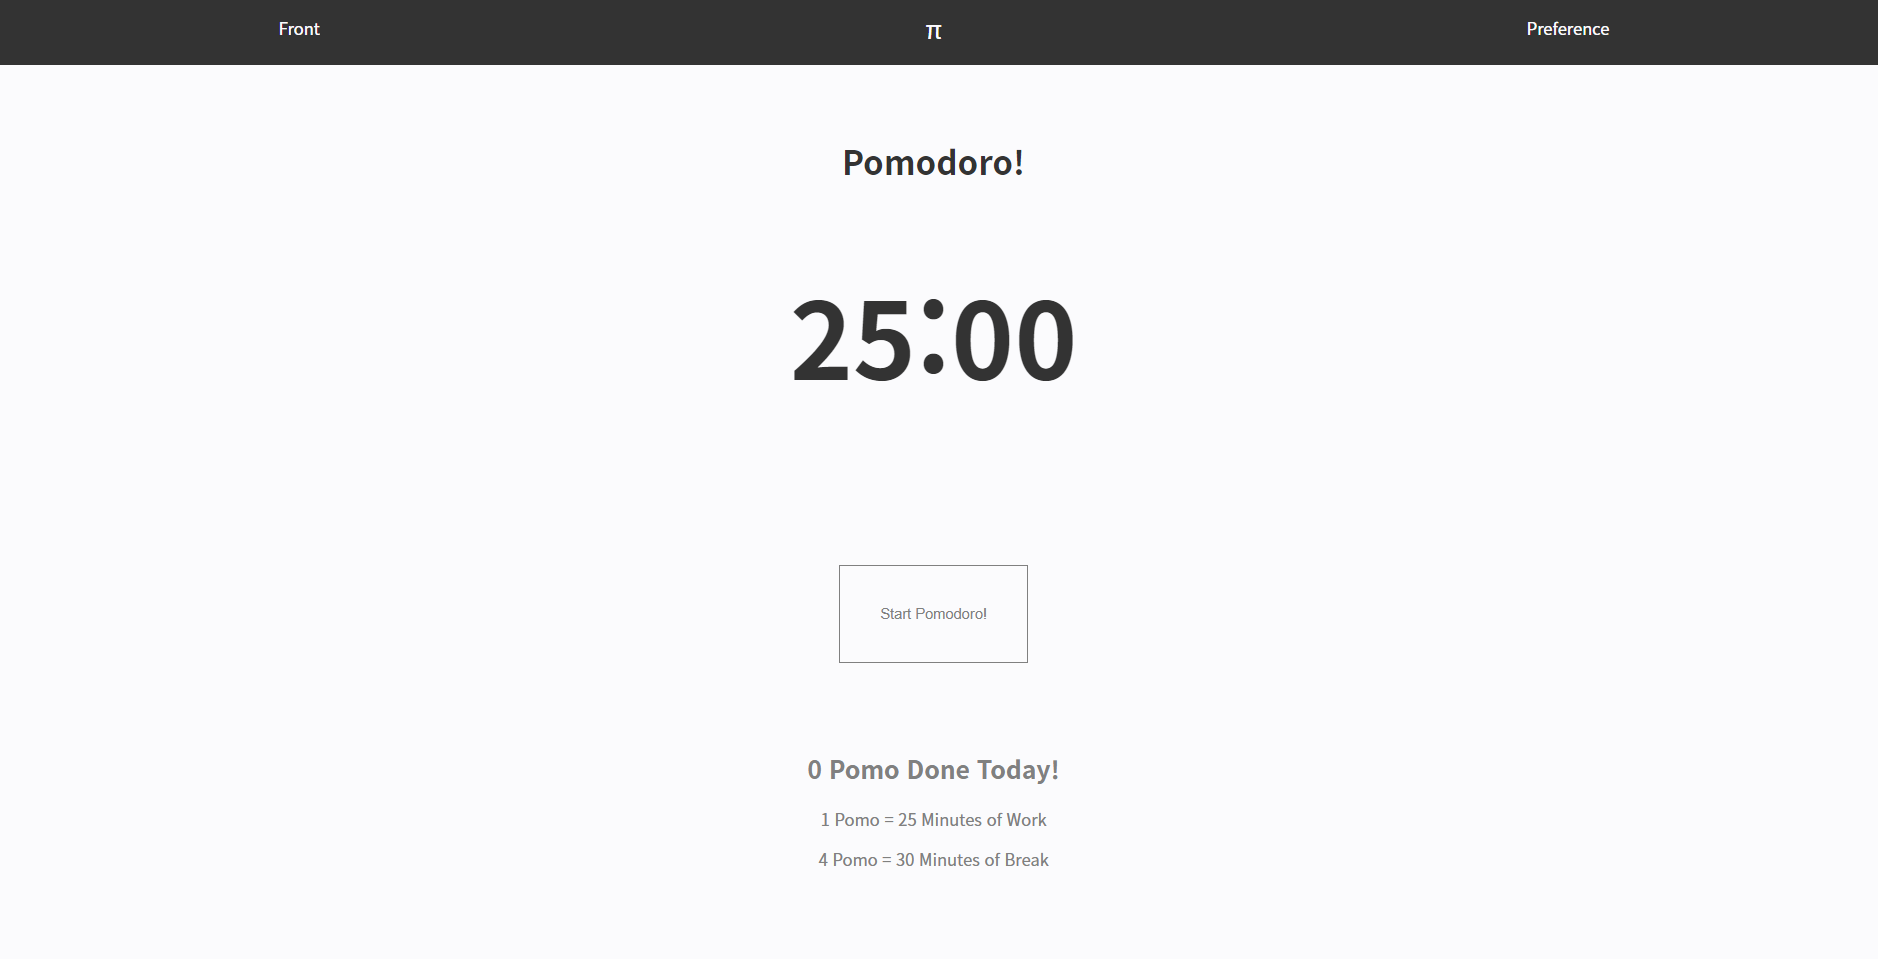 Front
π
Preference
Pomodoro!
25:00
Start Pomodoro!
0 Pomo Done Today!
1 Pomo = 25 Minutes of Work
4 Pomo = 30 Minutes of Break